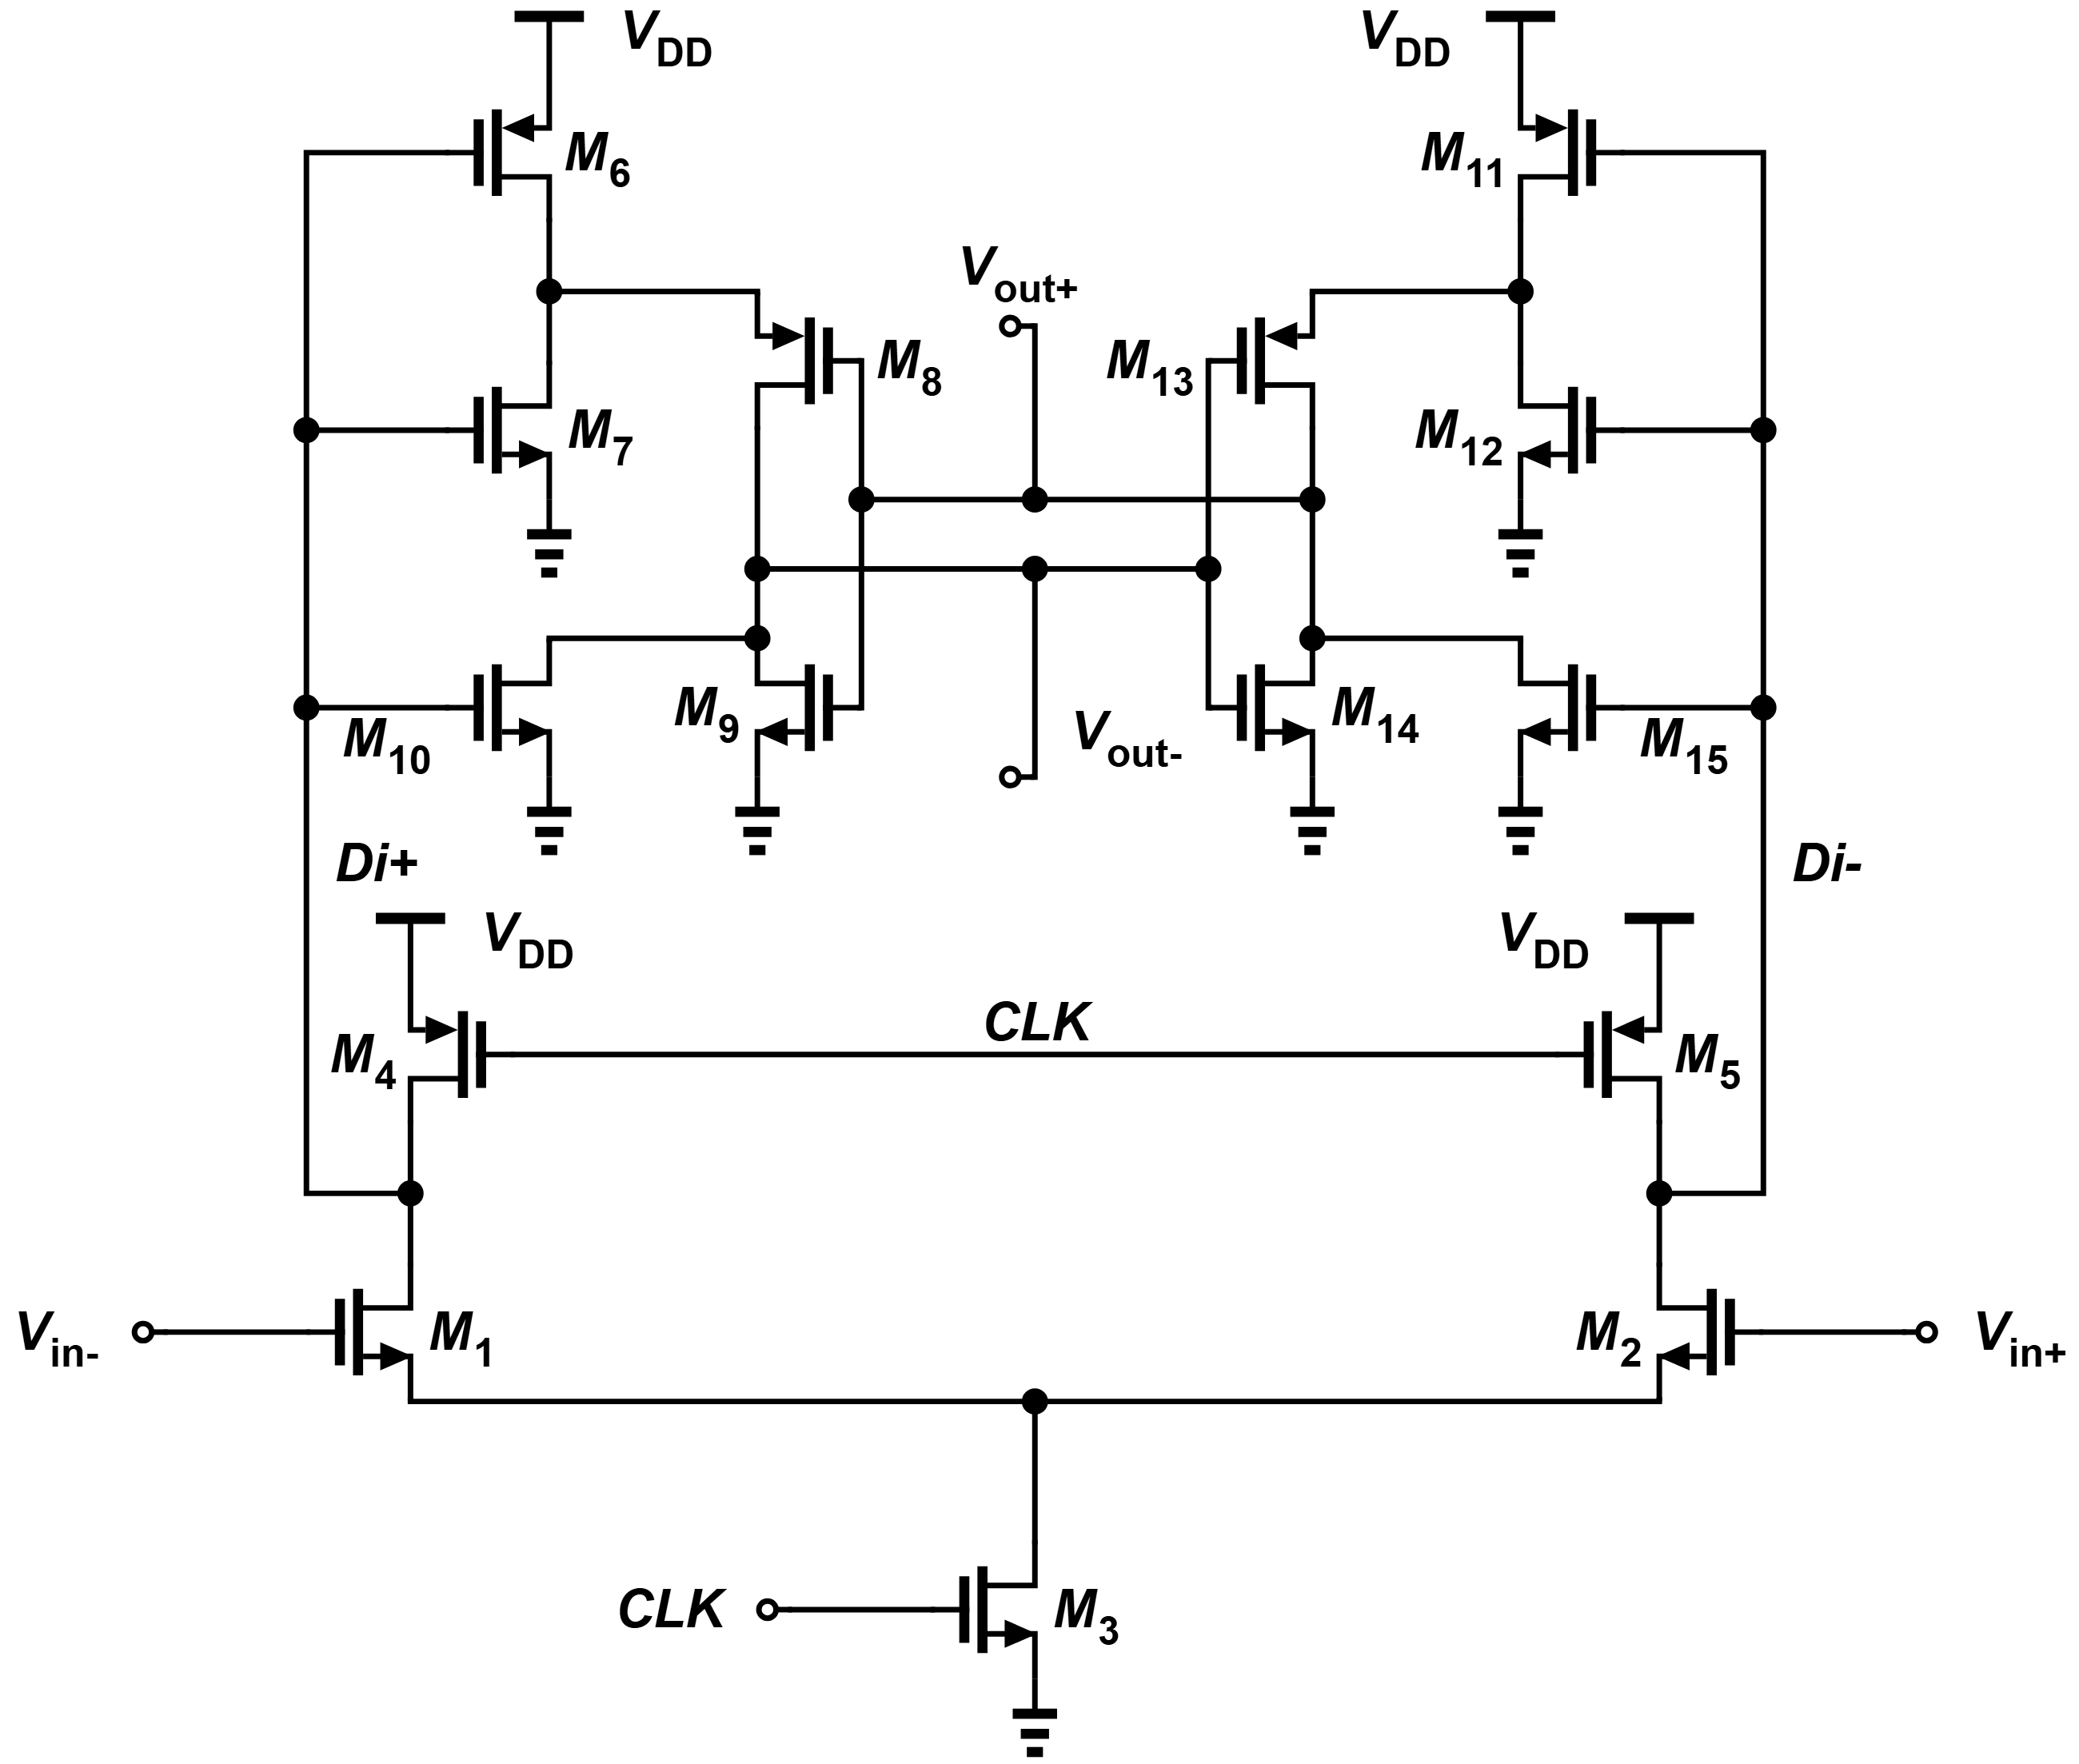 VDD
VDD
M6
M11
Vout+
M8
M13
M7
M12
M10
M9
Vout-
M14
M15
Di+
Di-
VDD
VDD
CLK
M4
M5
Vin-
M1
M2
Vin+
CLK
M3